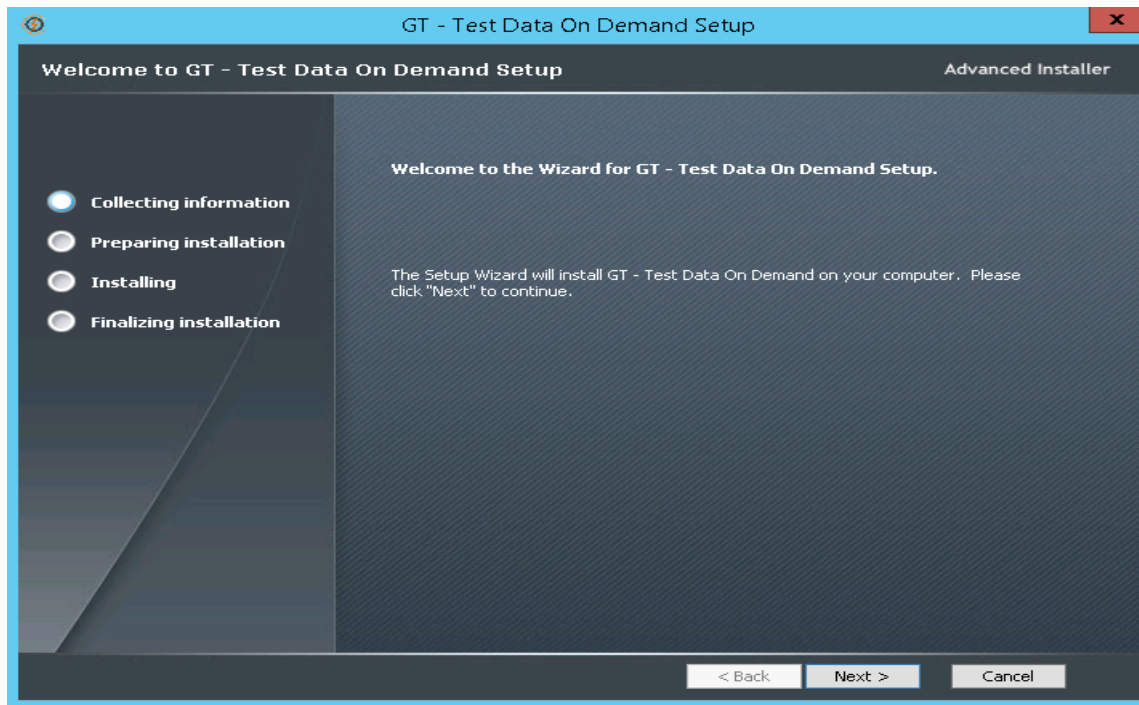 GT - Test Data On Demand Setup
x
Welcome to GT - Test Data On Demand Setup
Advanced Installer
Welcome to the Wizard for GT - Test Data On Demand Setup.
Collecting information
Preparing installation
Installing
Finalizing installation
The Setup Wizard will install GT - Test Data On Demand on your computer.  Please
click "Next" to continue.
< Back
Next >
Cancel